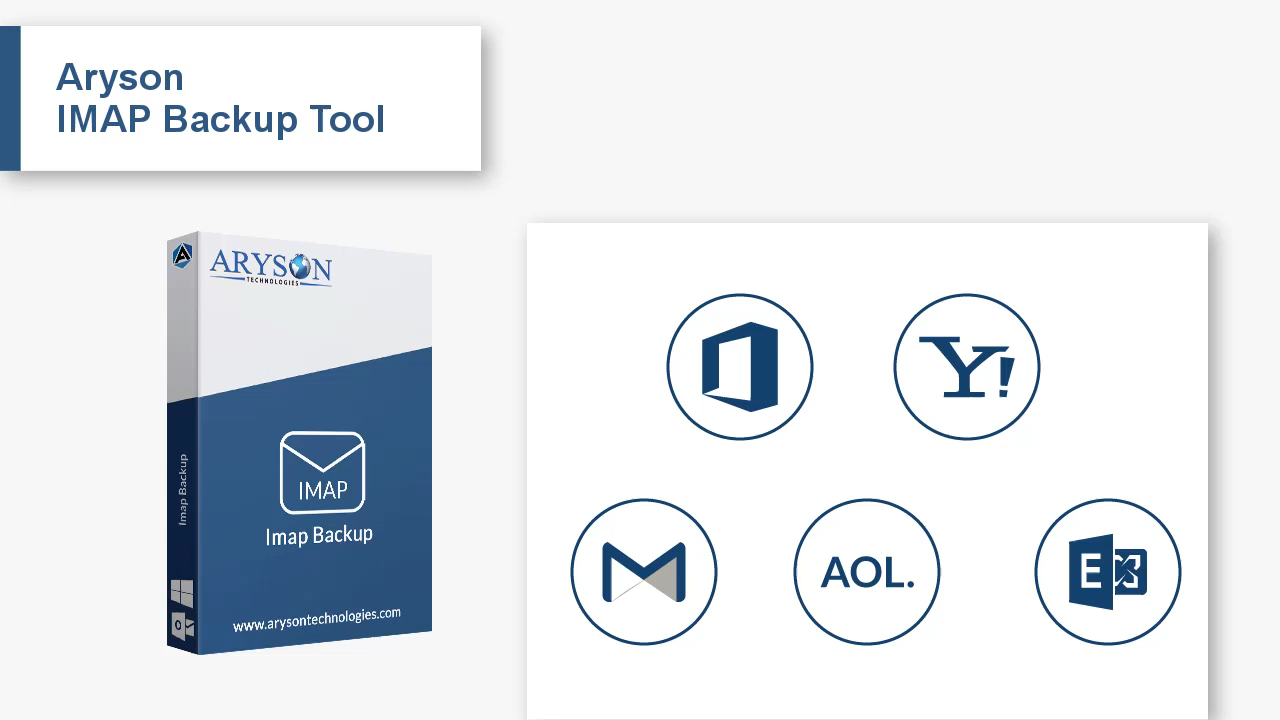 Aryson
IMAP Backup Tool
ARYSON
TECHNOLOGIES
IMAP
Imap Backup
www.arysontechnologies.com
Imap Backup
Y!
AOL.
E